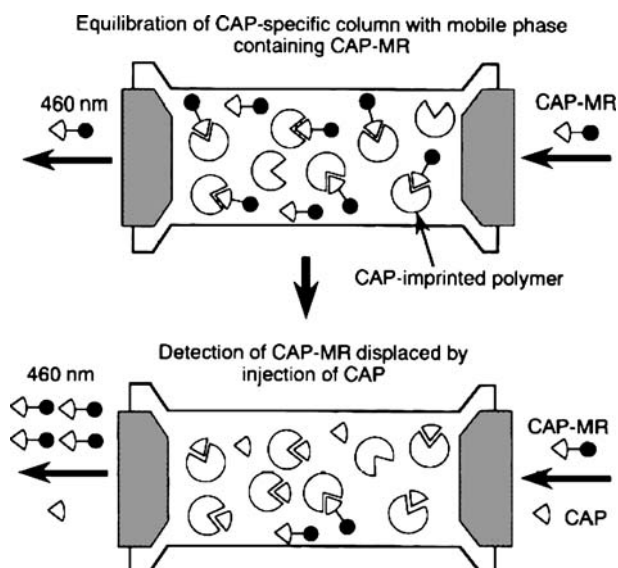 Equilibration of CAP-specific column with mobile phase
containing CAP-MR
460 nm
CAP-MR
CAP-imprinted polymer
Detection of CAP-MR displaced by
injection of CAP
460 nm
CAP-MR
CAP